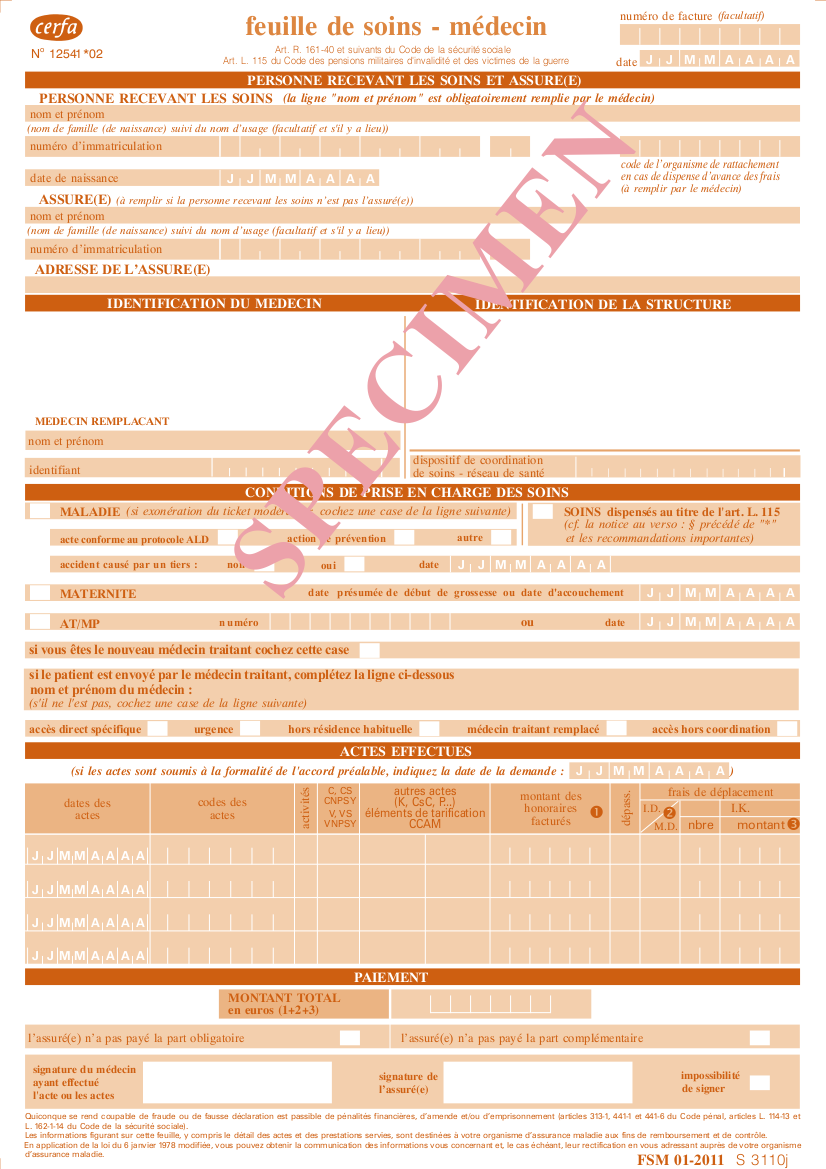 cerfa
N° 12541*02
feuille de soins - médecin
Art. R. 161-40 et suivants du Code de la sécurité sociale
Art. L. 115 du Code des pensions militaires d'invalidité et des victimes de la guerre
numéro de facture (facultatif)
date J J M M A A A A
PERSONNE RECEVANT LES SOINS ET ASSURE(E)
PERSONNE RECEVANT LES SOINS (la ligne "nom et prénom" est obligatoirement remplie par le médecin)
nom et prénom
(nom de famille (de naissance) suivi du nom d'usage (facultatif et s'il y a lieu))
numéro d'immatriculation
code de l'organisme de rattachement
en cas de dispense d'avance des frais
(à remplir par le médecin)
date de naissance J J M M A A A A
ASSURE(E) (à remplir si la personne recevant les soins n'est pas l'assuré(e))
nom et prénom
(nom de famille (de naissance) suivi du nom d'usage (facultatif et s'il y a lieu))
numéro d'immatriculation
ADRESSE DE L'ASSURE(E)
IDENTIFICATION DU MEDECIN
IDENTIFICATION DE LA STRUCTURE
SPECIMEN
MEDECIN REMPLACANT
nom et prénom
identifiant
dispositif de coordination
de soins - réseau de santé
CONDITIONS DE PRISE EN CHARGE DES SOINS
MALADIE (si exonération du ticket modérateur, cochez une case de la ligne suivante)
SOINS dispensés au titre de l'art. L. 115
(cf. la notice au verso : § précédé de "*"
et les recommandations importantes)
acte conforme au protocole ALD action de prévention autre
accident causé par un tiers : non oui date J J M M A A A A
MATERNITE date présumée de début de grossesse ou date d'accouchement J J M M A A A A
AT/MP numéro ou date J J M M A A A A
si vous êtes le nouveau médecin traitant cochez cette case
si le patient est envoyé par le médecin traitant, complétez la ligne ci-dessous
nom et prénom du médecin :
(s'il ne l'est pas, cochez une case de la ligne suivante)
accès direct spécifique urgence hors résidence habituelle médecin traitant remplacé accès hors coordination
ACTES EFFECTUES
(si les actes sont soumis à la formalité de l'accord préalable, indiquez la date de la demande : J J M M A A A A )
dates des
actes
codes des
actes
activités
C, CS
CNPSY
V, VS
VNPSY
autres actes
(K, CsC, P...)
éléments de tarification
CCAM
montant des
honoraires
facturés 1
dépass.
frais de déplacement
I.D. 2
M.D.
I.K.
nbre
montant 3
J J M M A A A A
J J M M A A A A
J J M M A A A A
J J M M A A A A
PAIEMENT
MONTANT TOTAL
en euros (1+2+3)
l'assuré(e) n'a pas payé la part obligatoire
l'assuré(e) n'a pas payé la part complémentaire
signature du médecin
ayant effectué
l'acte ou les actes
signature de
l'assuré(e)
impossibilité
de signer
Quiconque se rend coupable de fraude ou de fausse déclaration est passible de pénalités financières, d'amende et/ou d'emprisonnement (articles 313-1, 441-1 et 441-6 du Code pénal, articles L. 114-13 et
L. 162-1-14 du Code de la sécurité sociale).
Les informations figurant sur cette feuille, y compris le détail des actes et des prestations servies, sont destinées à votre organisme d'assurance maladie aux fins de remboursement et de contrôle.
En application de la loi du 6 janvier 1978 modifiée, vous pouvez obtenir la communication des informations vous concernant et, le cas échéant, leur rectification en vous adressant auprès de votre organisme
d'assurance maladie.
FSM 01-2011 S 3110j